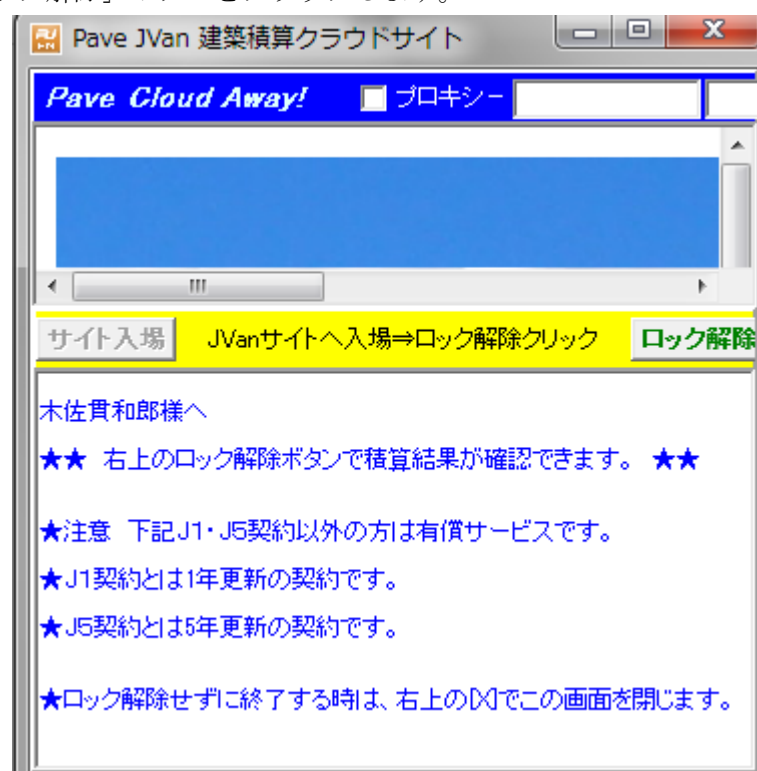 解除
Pave JVan 建築積算クラウドサイト
Pave Cloud Away! プロキシー
サイト入場 JVanサイトへ入場⇒ロック解除クリック ロック解除
木佐貫和郎様へ
★★ 右上のロック解除ボタンで積算結果が確認できます。 ★★
★注意 下記J1・J5契約以外の方は有償サービスです。
★J1契約とは1年更新の契約です。
★J5契約とは5年更新の契約です。
★ロック解除せずに終了する時は、右上の[X]でこの画面を閉じます。